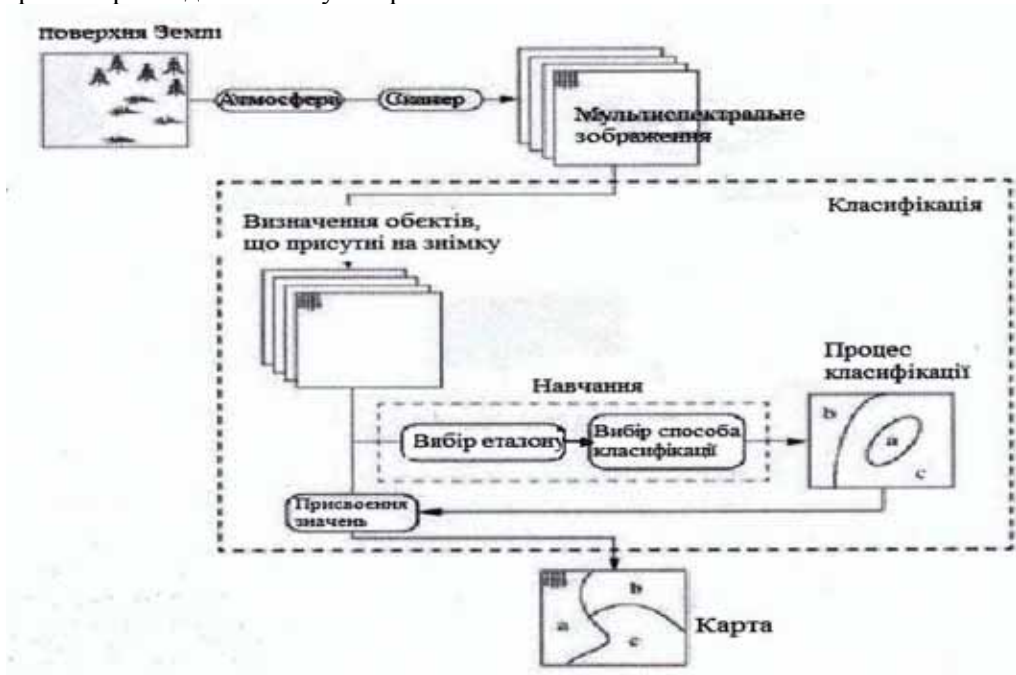 поверхня Землі
Атмосфера
Сканер
Мультиспектральне
зображення
Класифікація
Визначення обєктів,
що присутні на знімку
Процес
класифікації
Навчання
b
a
c
Вибір еталону
Вибір способа
класифікації
Присвоення
значень
b
a
c
Карта